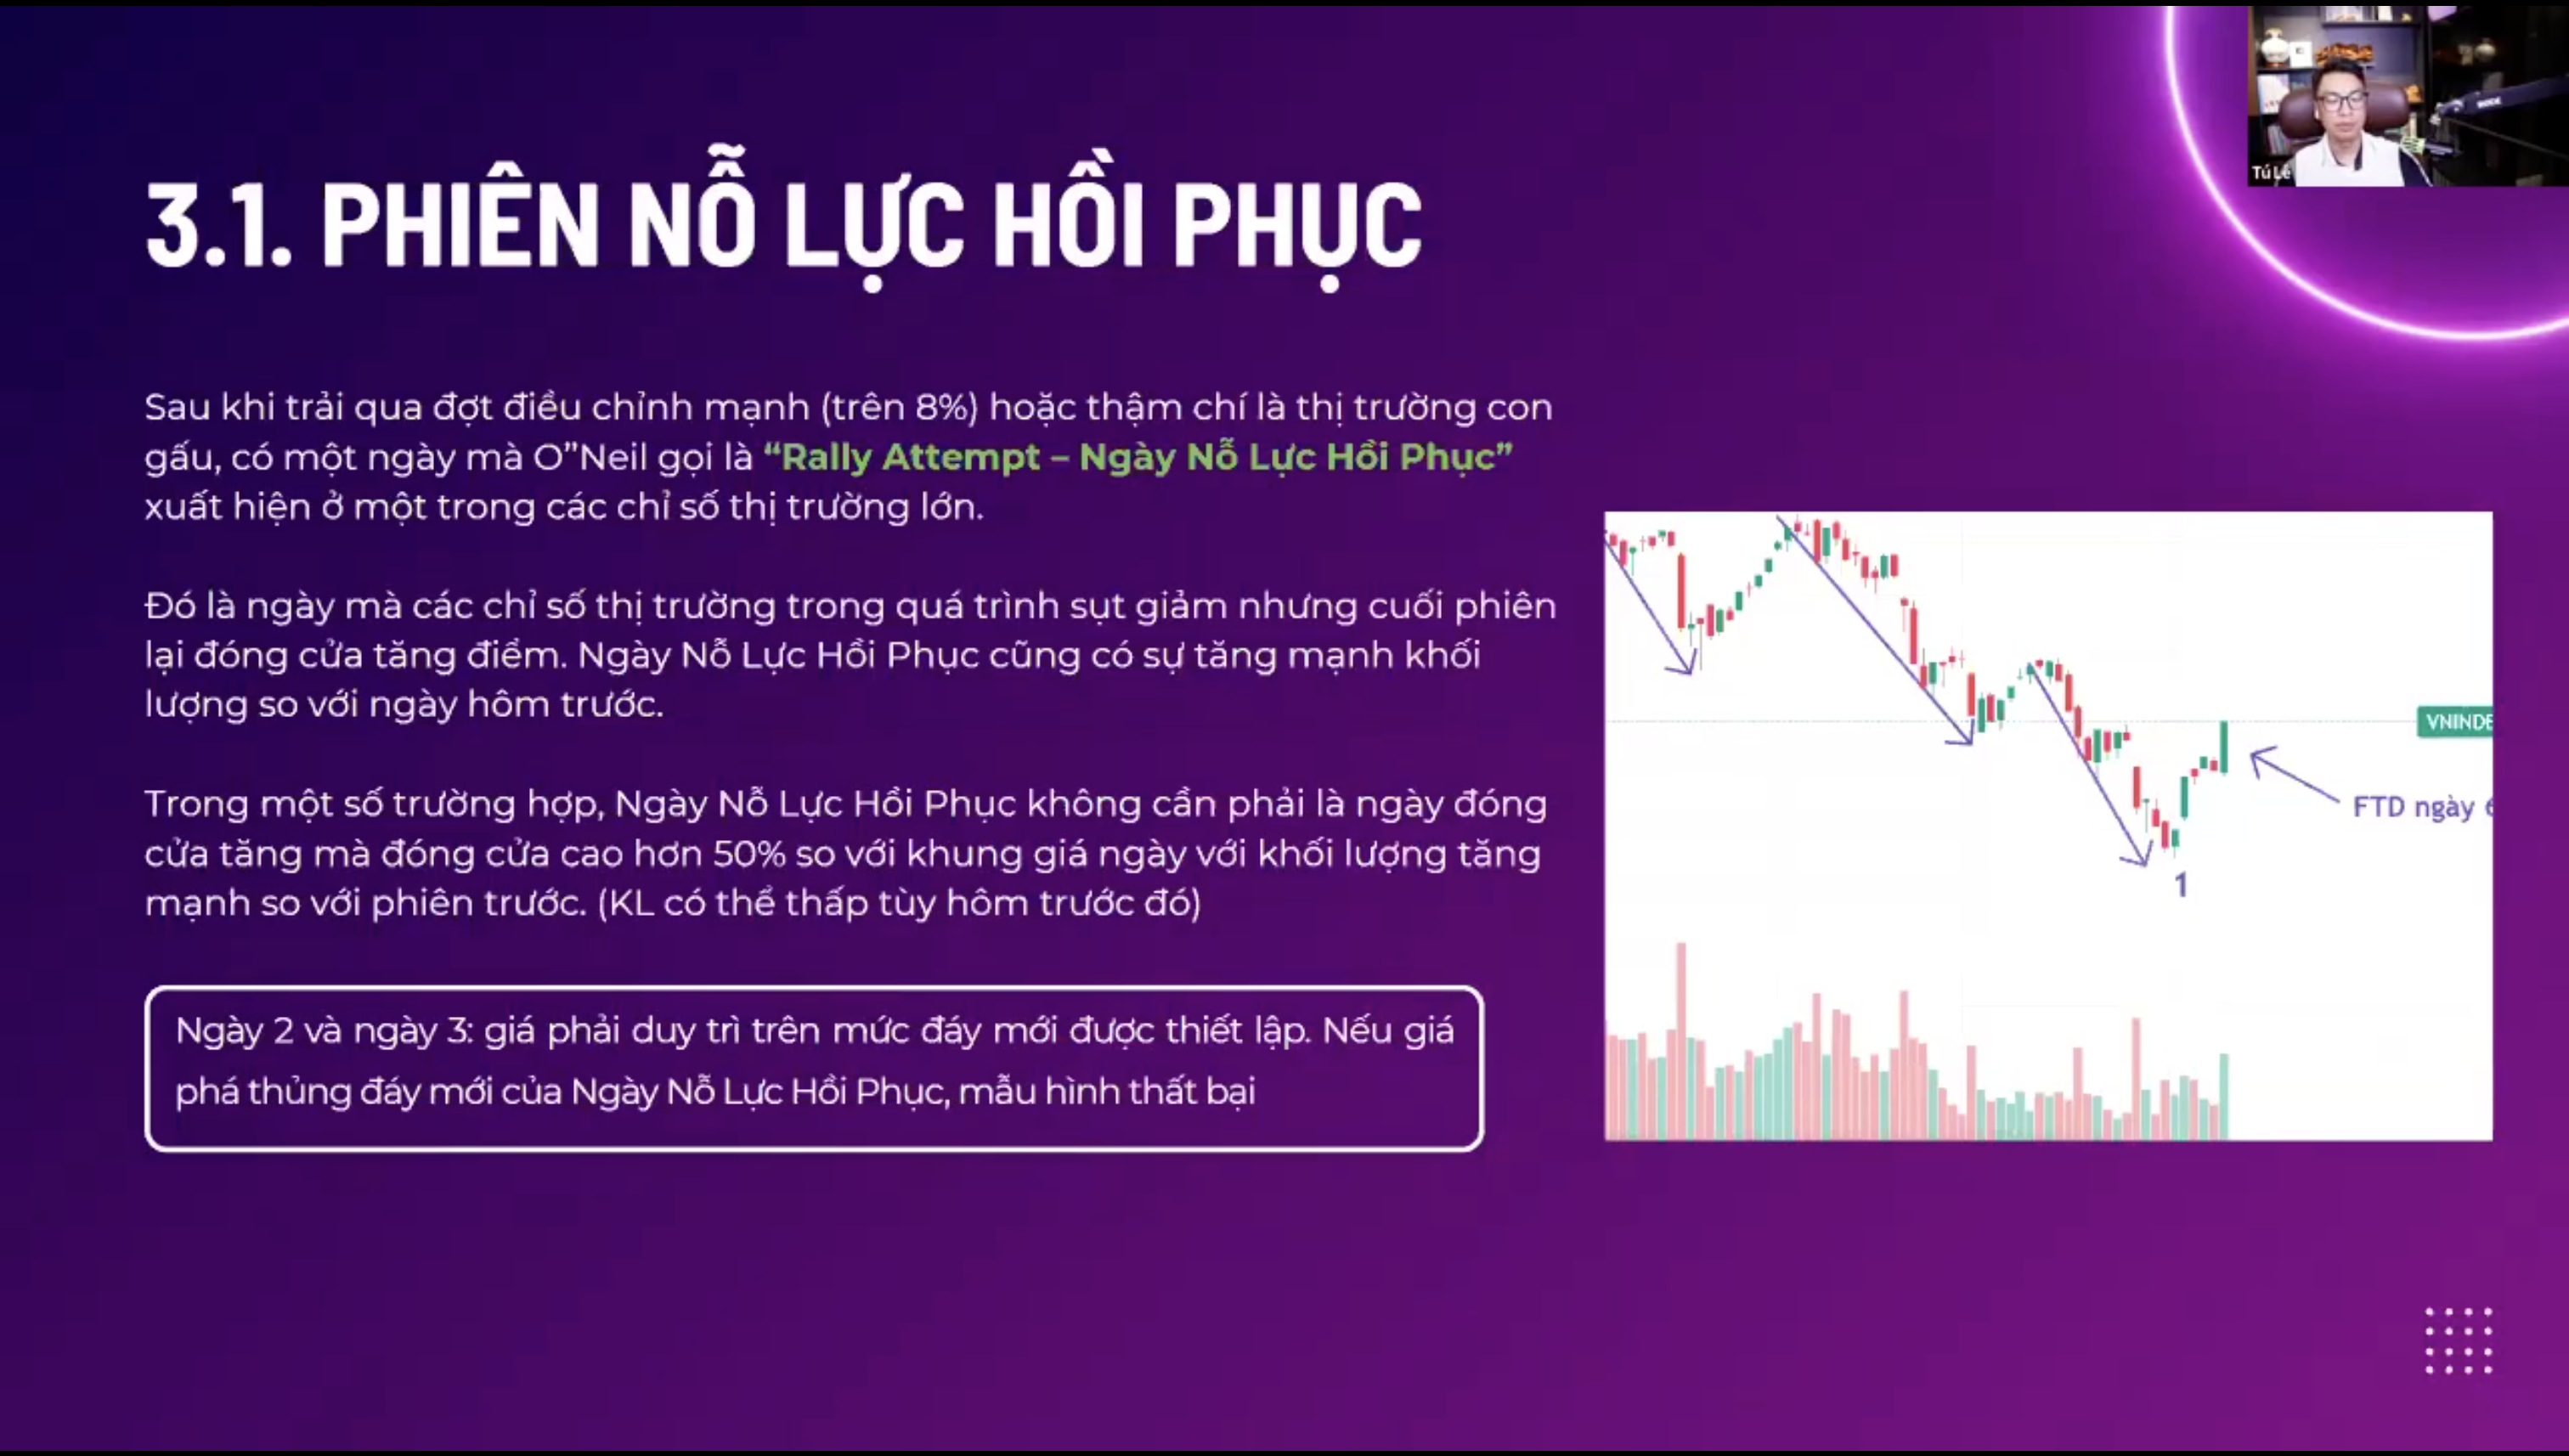 Tú Lê
3.1. PHIÊN NỖ LỰC HỒI PHỤC
Sau khi trải qua đợt điều chỉnh mạnh (trên 8%) hoặc thậm chí là thị trường con
gấu, có một ngày mà O”Neil gọi là “Rally Attempt – Ngày Nỗ Lực Hồi Phục”
xuất hiện ở một trong các chỉ số thị trường lớn.
Đó là ngày mà các chỉ số thị trường trong quá trình sụt giảm nhưng cuối phiên
lại đóng cửa tăng điểm. Ngày Nỗ Lực Hồi Phục cũng có sự tăng mạnh khối
lượng so với ngày hôm trước.
Trong một số trường hợp, Ngày Nỗ Lực Hồi Phục không cần phải là ngày đóng
cửa tăng mà đóng cửa cao hơn 50% so với khung giá ngày với khối lượng tăng
mạnh so với phiên trước. (KL có thể thấp tùy hôm trước đó)
Ngày 2 và ngày 3: giá phải duy trì trên mức đáy mới được thiết lập. Nếu giá
phá thủng đáy mới của Ngày Nỗ Lực Hồi Phục, mẫu hình thất bại
VNINDE
FTD ngày 6
1